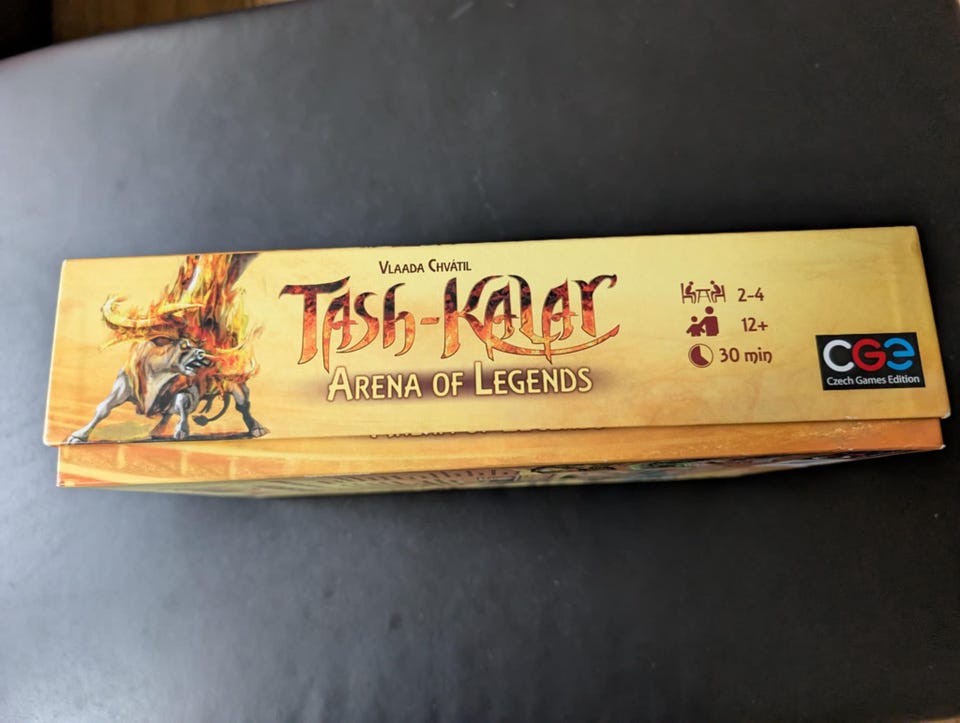 Vlaada Chvátil
Tash-Kalar
Arena of Legends
2-4
12+
30 min
CGE
Czech Games Edition